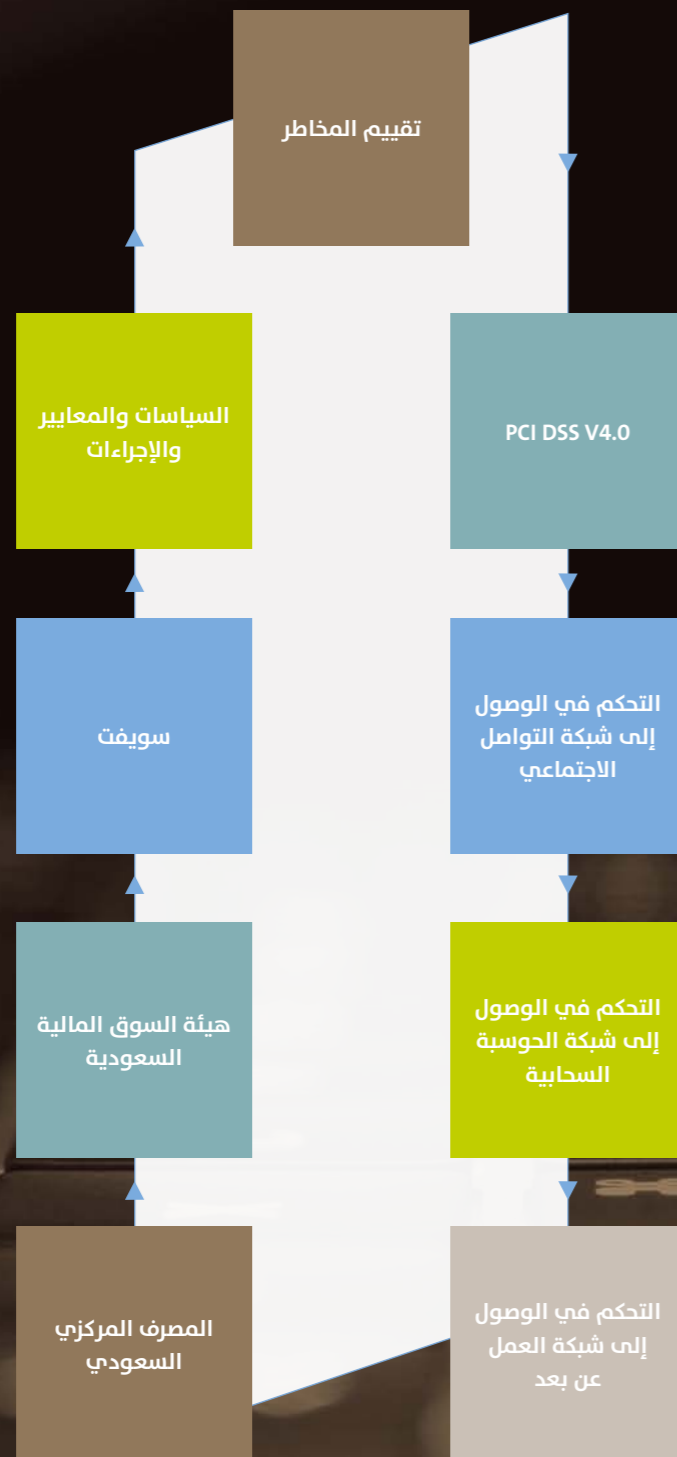 تقييم المخاطر
PCI DSS V4.0
السياسات والمعايير
والإجراءات
التحكم في الوصول
إلى شبكة التواصل
الاجتماعي
سويفت
التحكم في الوصول
إلى شبكة الحوسبة
السحابية
هيئة السوق المالية
السعودية
التحكم في الوصول
إلى شبكة العمل
عن بعد
المصرف المركزي
السعودي